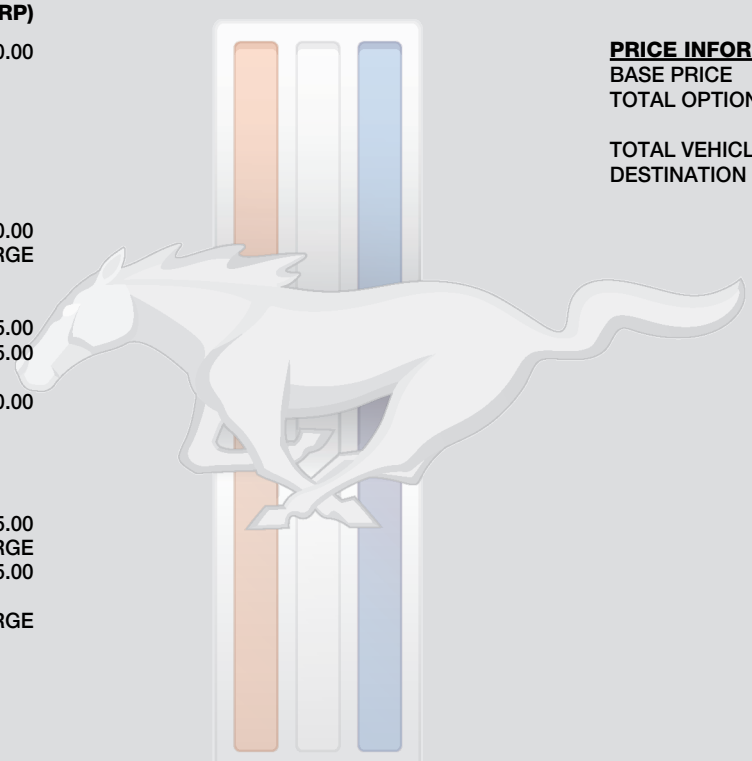 RP)
0.00
0.00
RGE
5.00
5.00
0.00
5.00
RGE
5.00
RGE
PRICE INFOR
BASE PRICE
TOTAL OPTION
TOTAL VEHICL
DESTINATION